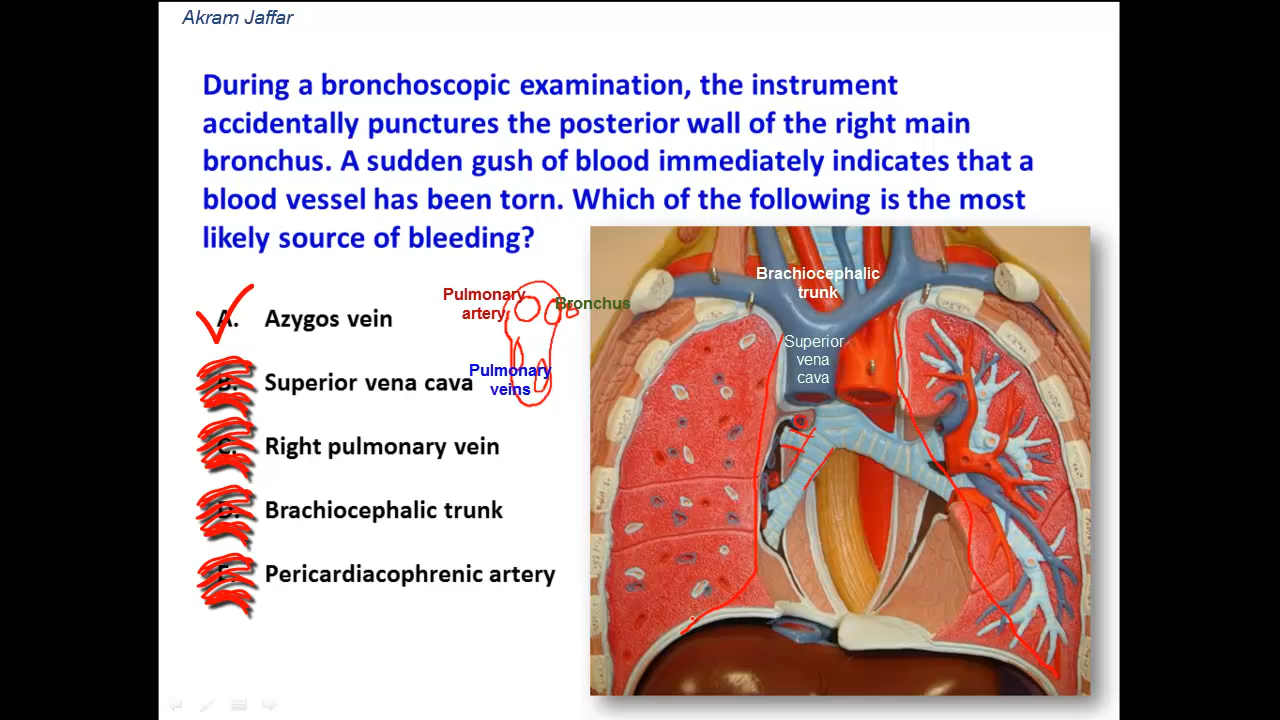 Akram Jaffar
During a bronchoscopic examination, the instrument
accidentally punctures the posterior wall of the right main
bronchus. A sudden gush of blood immediately indicates that a
blood vessel has been torn. Which of the following is the most
likely source of bleeding?
A. Azygos vein
B. Superior vena cava
C. Right pulmonary vein
D. Brachiocephalic trunk
E. Pericardiacophrenic artery
Pulmonary
artery
Bronchus
Pulmonary
veins
Brachiocephalic
trunk
Superior
vena
cava